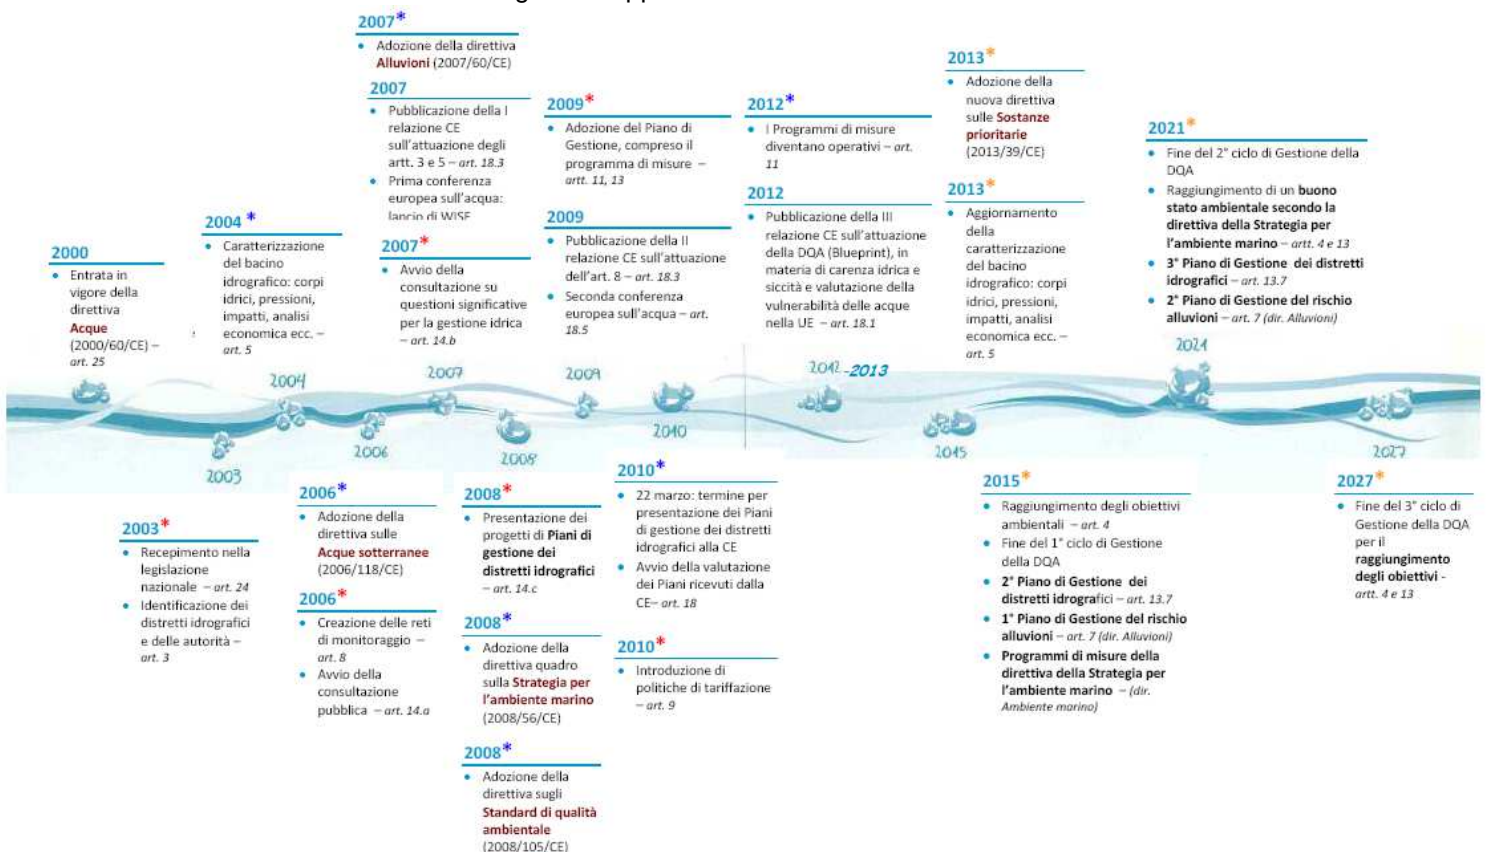 2007*
• Adozione della direttiva
Alluvioni (2007/60/CE)
2007
• Pubblicazione della I
relazione CE
sull'attuazione degli
artt. 3 e 5 – art. 18.3
• Prima conferenza
europea sull'acqua:
lancio di WISE
2007*
• Avvio della
consultazione su
questioni significative
per la gestione idrica
– art. 14.b
2000
• Entrata in
vigore della
direttiva
Acque
(2000/60/CE) –
art. 25
2004 *
• Caratterizzazione
del bacino
idrografico: corpi
idrici, pressioni,
impatti, analisi
economica ecc. –
art. 5
2009*
• Adozione del Piano di
Gestione, compreso il
programma di misure –
artt. 11, 13
2009
• Pubblicazione della II
relazione CE sull'attuazione
dell'art. 8 – art. 18.3
• Seconda conferenza
europea sull'acqua – art.
18.5
2012*
• I Programmi di misure
diventano operativi – art.
11
2012
• Pubblicazione della III
relazione CE sull'attuazione
della DQA (Blueprint), in
materia di carenza idrica e
siccità e valutazione della
vulnerabilità delle acque
nella UE – art. 18.1
2013*
• Adozione della
nuova direttiva
sulle Sostanze
prioritarie
(2013/39/CE)
2013*
• Aggiornamento
della
caratterizzazione
del bacino
idrografico: corpi
idrici, pressioni,
impatti, analisi
economica ecc. –
art. 5
2021*
• Fine del 2° ciclo di Gestione della
DQA
• Raggiungimento di un buono
stato ambientale secondo la
direttiva della Strategia per
l'ambiente marino – artt. 4 e 13
• 3° Piano di Gestione dei distretti
idrografici – art. 13.7
• 2° Piano di Gestione del rischio
alluvioni – art. 7 (dir. Alluvioni)
2004
2007
2009
2012 -2013
2021
2003
2006
2008
2010
2015
2027
2003*
• Recepimento nella
legislazione
nazionale – art. 24
• Identificazione dei
distretti idrografici
e delle autorità –
art. 3
2006*
• Adozione della
direttiva sulle
Acque sotterranee
(2006/118/CE)
2006*
• Creazione delle reti
di monitoraggio –
art. 8
• Avvio della
consultazione
pubblica – art. 14.a
2008*
• Presentazione dei
progetti di Piani di
gestione dei
distretti idrografici
– art. 14.c
2008*
• Adozione della
direttiva quadro
sulla Strategia per
l'ambiente marino
(2008/56/CE)
2008*
• Adozione della
direttiva sugli
Standard di qualità
ambientale
(2008/105/CE)
2010*
• 22 marzo: termine per
presentazione dei Piani
di gestione dei distretti
idrografici alla CE
• Avvio della valutazione
dei Piani ricevuti dalla
CE– art. 18
2010*
• Introduzione di
politiche di tariffazione
– art. 9
2015*
• Raggiungimento degli obiettivi
ambientali – art. 4
• Fine del 1° ciclo di Gestione
della DQA
• 2° Piano di Gestione dei
distretti idrografici – art. 13.7
• 1° Piano di Gestione del rischio
alluvioni – art. 7 (dir. Alluvioni)
• Programmi di misure della
direttiva della Strategia per
l'ambiente marino – (dir.
Ambiente marino)
2027*
• Fine del 3° ciclo di
Gestione della DQA
per il
raggiungimento
degli obiettivi -
artt. 4 e 13